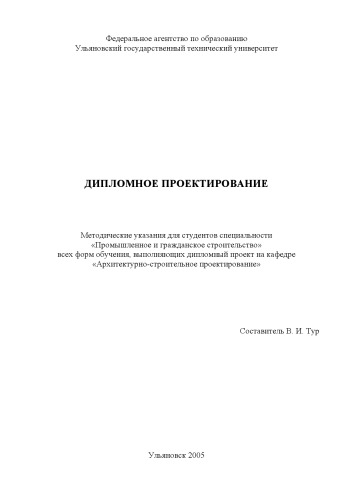 Федеральное агентство по образованию
Ульяновский государственный технический университет
ДИПЛОМНОЕ ПРОЕКТИРОВАНИЕ
Методические указания для студентов специальности
«Промышленное и гражданское строительство»
всех форм обучения, выполняющих дипломный проект на кафедре
«Архитектурно-строительное проектирование»
Составитель В. И. Тур
Ульяновск 2005